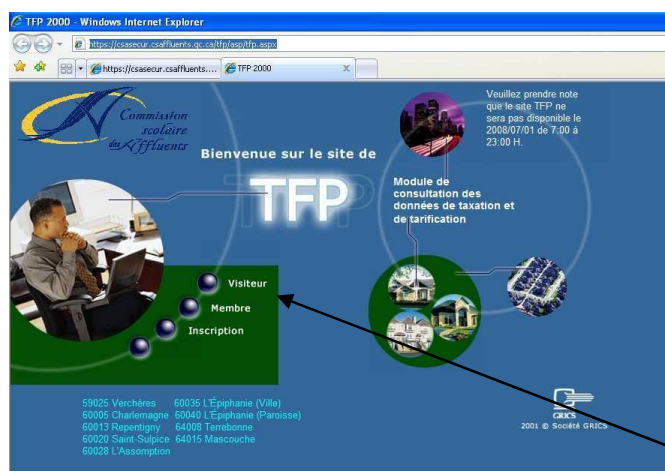 TFP 2000 - Windows Internet Explorer
https://csasecur.csaffluents.qc.ca/tfp/asp/tfp.aspx
https://csasecur.csaffluents....
TFP 2000
X
Commission
scolaire
des Affluents
Bienvenue sur le site de
TFP
Veuillez prendre note
que le site TFP ne
sera pas disponible le
2008/07/01 de 7:00 à
23:00 H.
Module de
consultation des
données de taxation et
de tarification
Visiteur
Membre
Inscription
59025 Verchères 60035 L'Épiphanie (Ville)
60005 Charlemagne 60040 L'Épiphanie (Paroisse)
60013 Repentigny 64008 Terrebonne
60020 Saint-Sulpice 64015 Mascouche
60028 L'Assomption
GRICS
2001 © Société GRICS